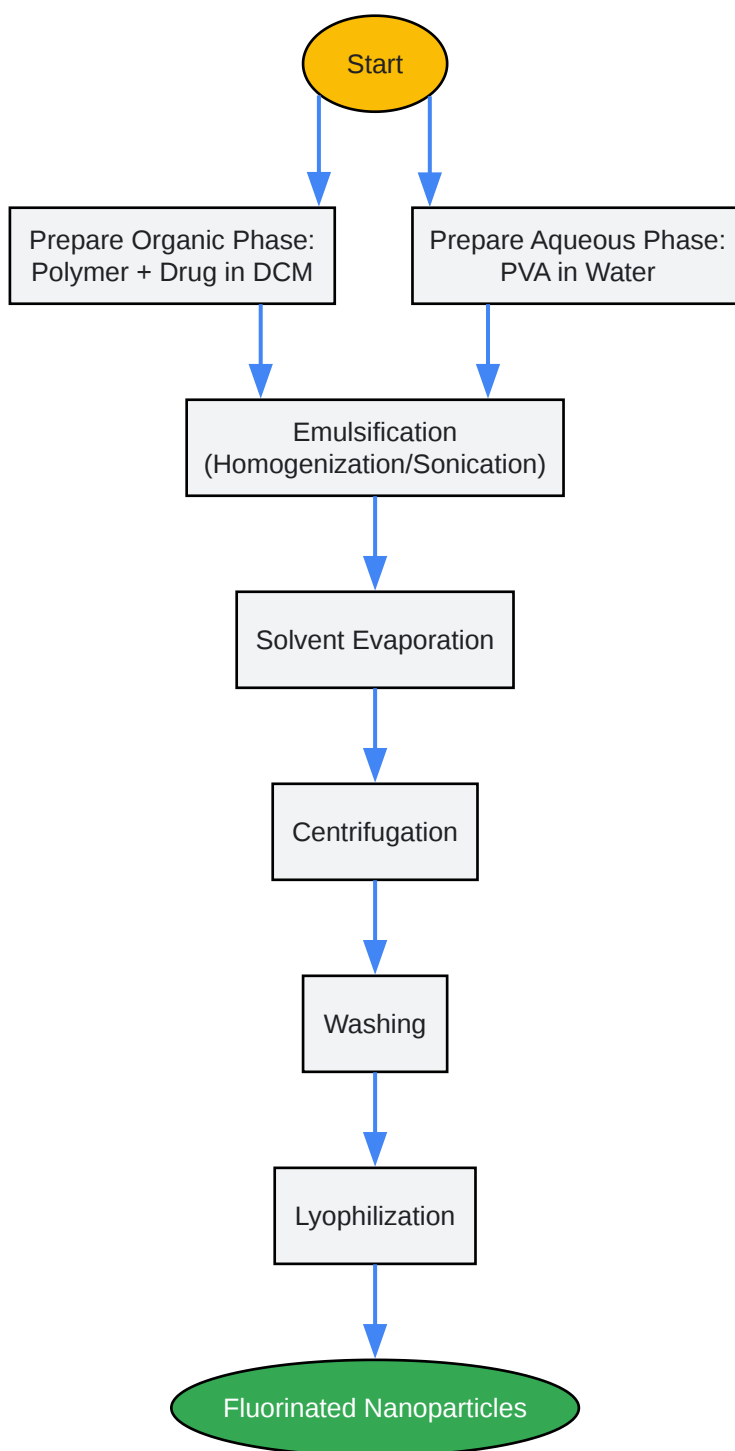 Start
Prepare Organic Phase:
Polymer + Drug in DCM
Prepare Aqueous Phase:
PVA in Water
Emulsification
(Homogenization/Sonication)
Solvent Evaporation
Centrifugation
Washing
Lyophilization
Fluorinated Nanoparticles